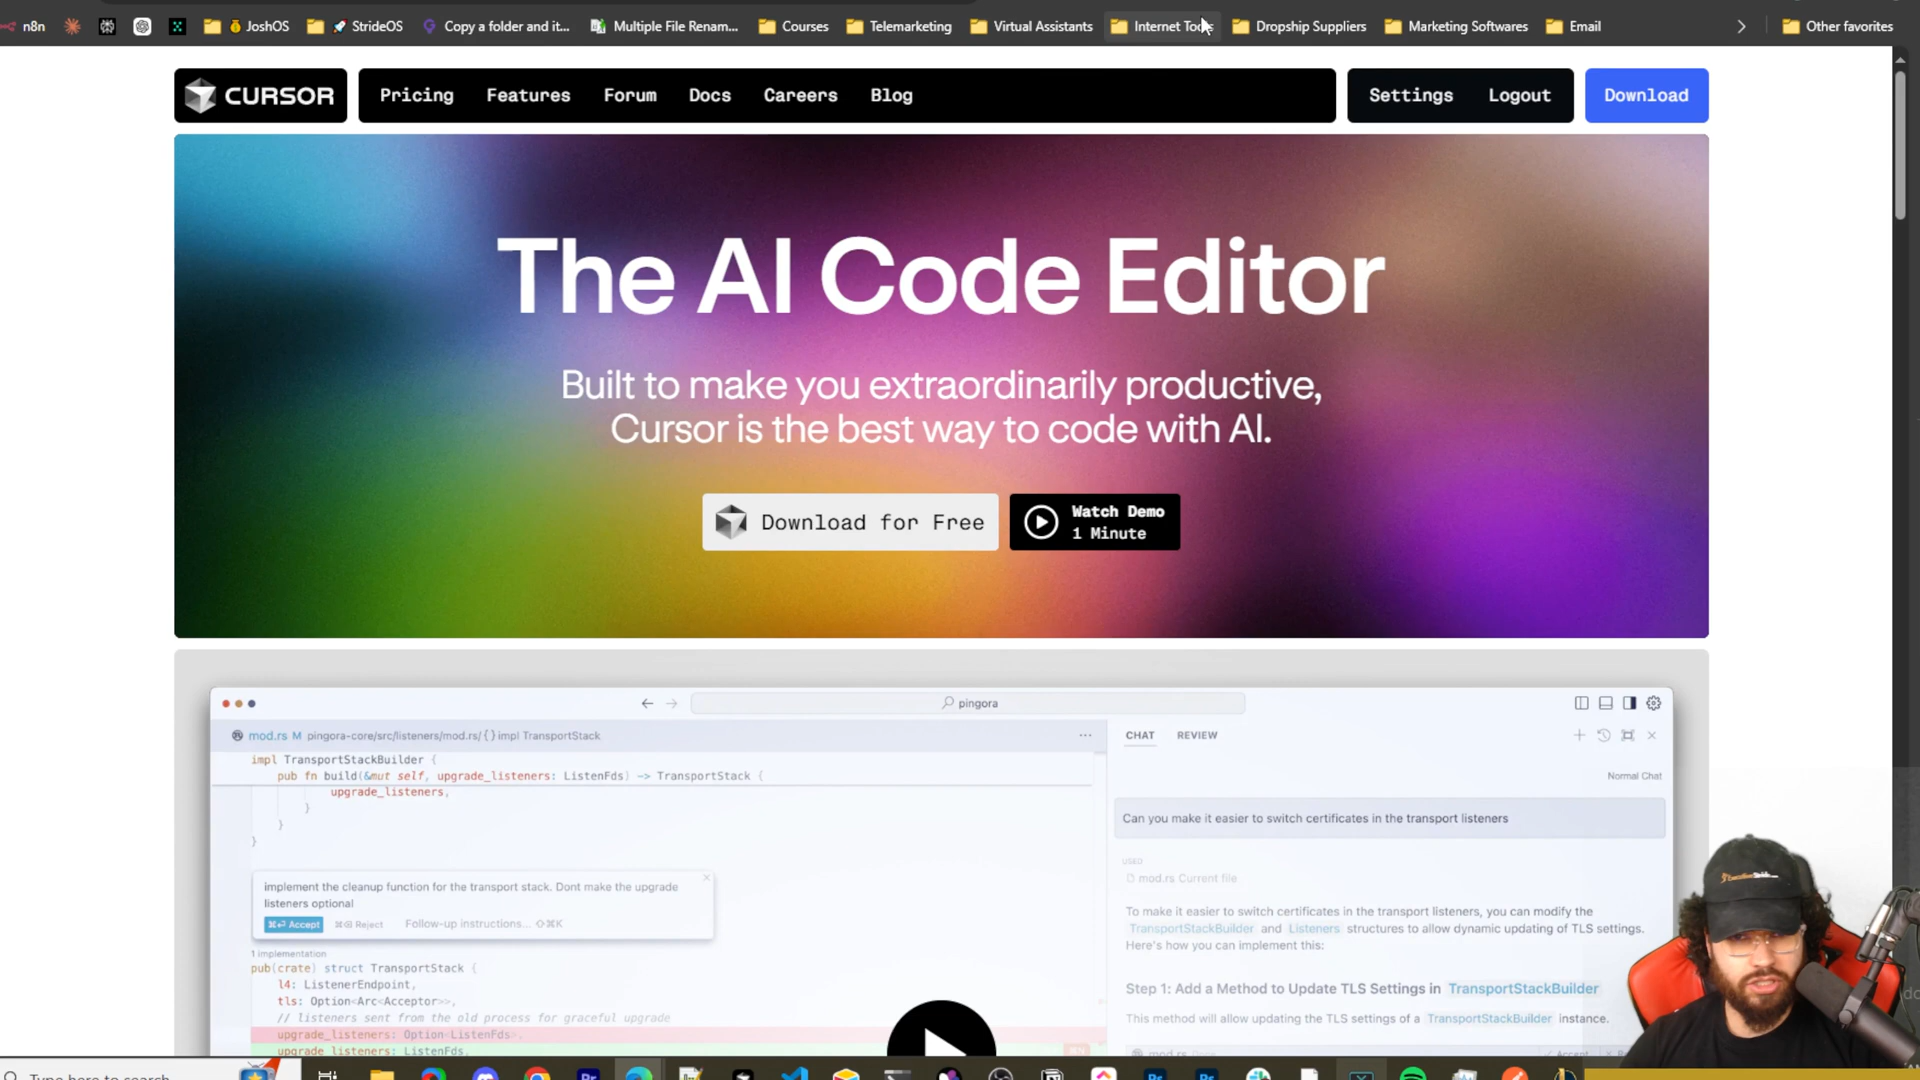 n8n
JoshOS
StrideOS
Copy a folder and it...
Multiple File Renam...
Courses
Telemarketing
Virtual Assistants
Internet Tools
Dropship Suppliers
Marketing Softwares
Email
Other favorites
CURSOR
Pricing
Features
Forum
Docs
Careers
Blog
Settings
Logout
Download
The AI Code Editor
Built to make you extraordinarily productive,
Cursor is the best way to code with AI.
Download for Free
Watch Demo
1 Minute
pingora
mod.rs M pingora-core/src/listeners/mod.rs/{} impl TransportStack
impl TransportStackBuilder {
pub fn build(&mut self, upgrade_listeners: ListenFds) -> TransportStack {
upgrade_listeners,
}
}
}
implement the cleanup function for the transport stack. Dont make the upgrade
listeners optional
⌘⏎ Accept
⌘⌫ Reject
Follow-up instructions... ⇧⌘K
1 implementation
pub(crate) struct TransportStack {
l4: ListenerEndpoint,
tls: Option<Arc<Acceptor>>,
// listeners sent from the old process for graceful upgrade
upgrade_listeners: Option<ListenFds>,
upgrade_listeners: ListenFds,
CHAT
REVIEW
Normal Chat
Can you make it easier to switch certificates in the transport listeners
USED
mod.rs Current file
To make it easier to switch certificates in the transport listeners, you can modify the
TransportStackBuilder and Listeners structures to allow dynamic updating of TLS settings.
Here's how you can implement this:
Step 1: Add a Method to Update TLS Settings in TransportStackBuilder
This method will allow updating the TLS settings of a TransportStackBuilder instance.
mod.rs
Accept
Type here to search